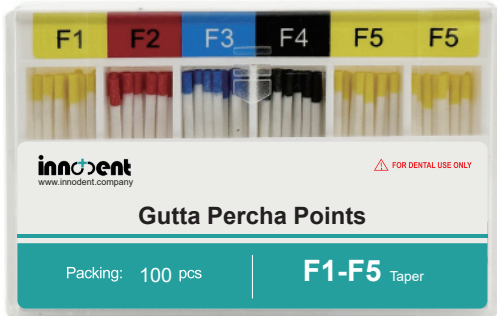 F1 F2 F3 F4 F5 F5
innodent
www.innodent.company
FOR DENTAL USE ONLY
Gutta Percha Points
Packing: 100 pcs
F1-F5 Taper